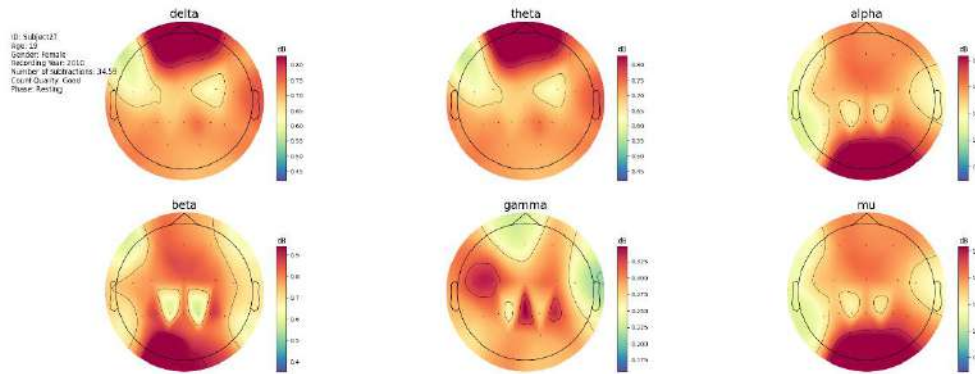 delta
theta
alpha
ID: Subject27
Age: 19
Gender: Female
Recording Year: 2010
Number of subtractions: 34.59
Count Quality: Good
Phase: Resting
dB
0.80
0.75
0.70
0.65
0.60
0.55
0.50
0.45
dB
0.80
0.75
0.70
0.65
0.60
0.55
0.50
0.45
dB
beta
gamma
mu
dB
0.9
0.8
0.7
0.6
0.5
0.4
dB
0.325
0.300
0.275
0.250
0.225
0.200
0.175
dB